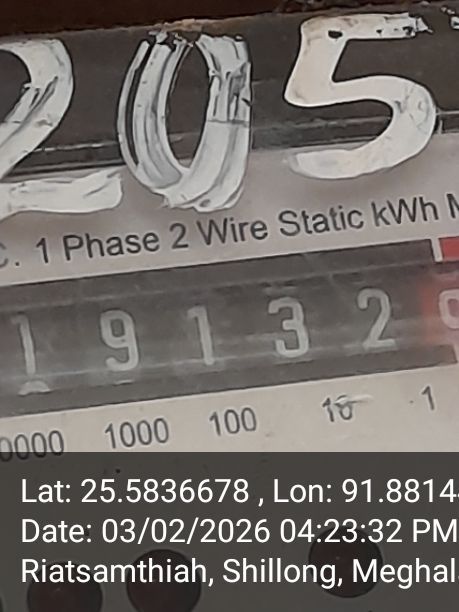 205
C. 1 Phase 2 Wire Static kWh M
1 9 1 3 2 9
0000 1000 100 10 1
Lat: 25.5836678 , Lon: 91.8814
Date: 03/02/2026 04:23:32 PM
Riatsamthiah, Shillong, Meghal